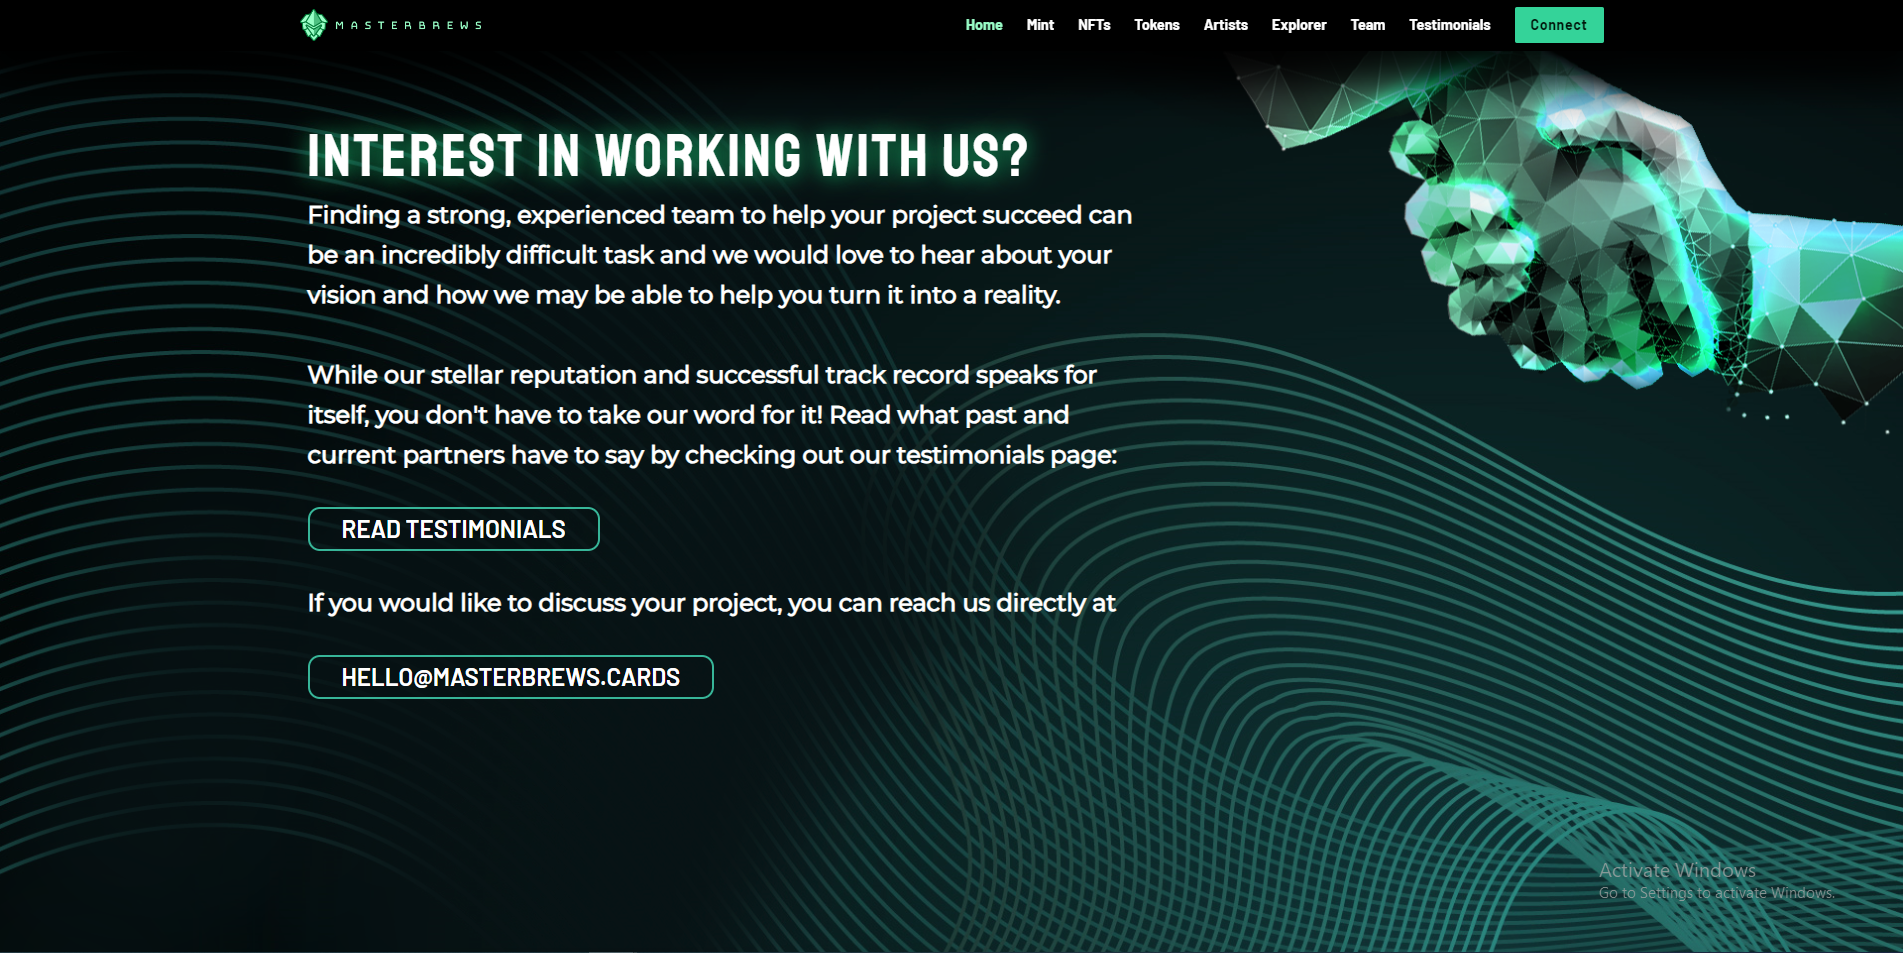 MASTERBREWS
Home Mint NFTs Tokens Artists Explorer Team Testimonials Connect
INTEREST IN WORKING WITH US?
Finding a strong, experienced team to help your project succeed can
be an incredibly difficult task and we would love to hear about your
vision and how we may be able to help you turn it into a reality.
While our stellar reputation and successful track record speaks for
itself, you don't have to take our word for it! Read what past and
current partners have to say by checking out our testimonials page:
READ TESTIMONIALS
If you would like to discuss your project, you can reach us directly at
HELLO@MASTERBREWS.CARDS
Activate Windows
Go to Settings to activate Windows.